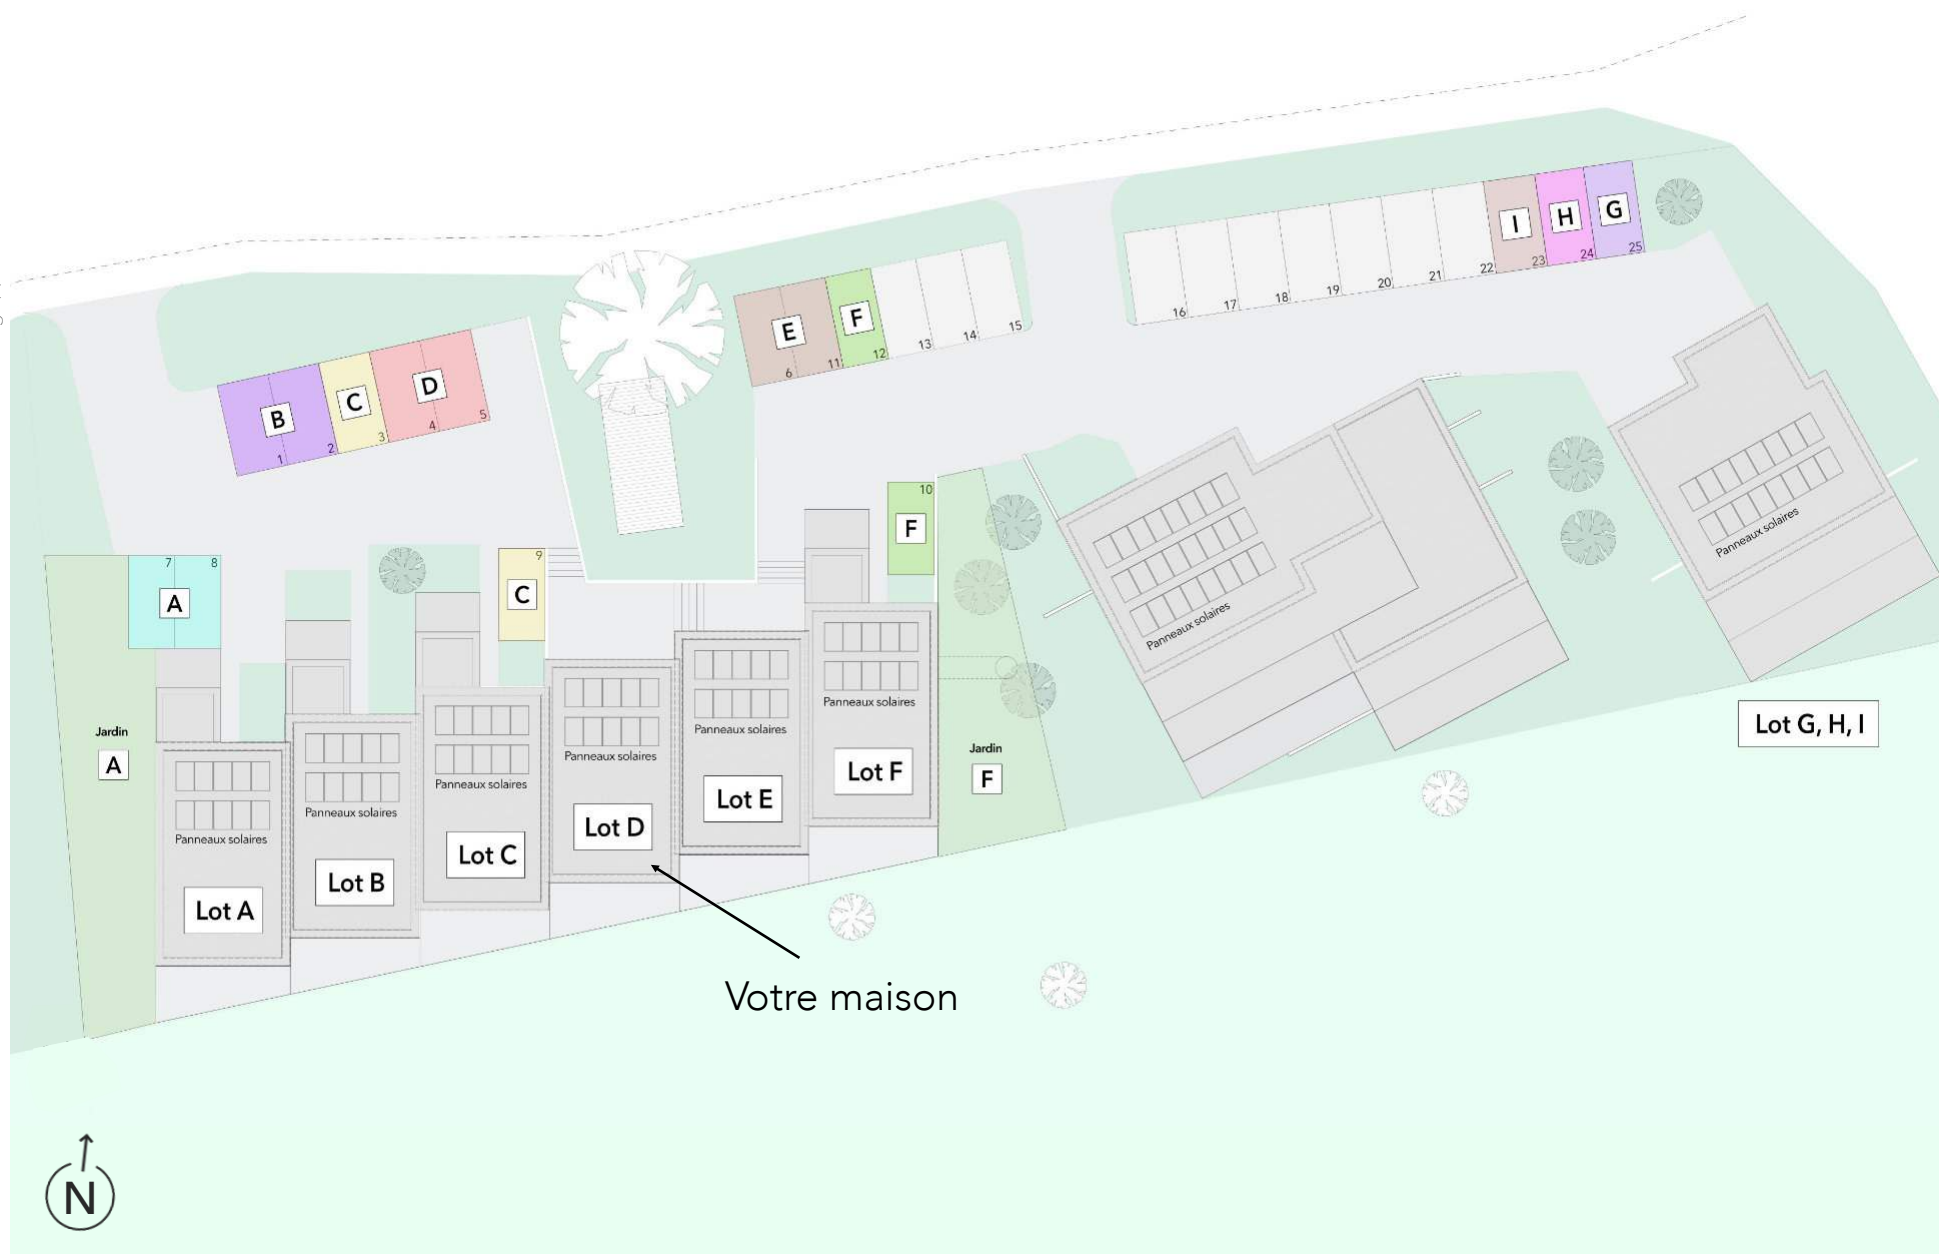 I
H
G
16
17
18
19
20
21
22
23
24
25
E
F
6
11
12
13
14
15
B
C
D
1
2
3
4
5
10
F
9
C
7
8
A
Panneaux solaires
Panneaux solaires
Panneaux solaires
Panneaux solaires
Panneaux solaires
Panneaux solaires
Panneaux solaires
Panneaux solaires
Lot G, H, I
Jardin
A
Jardin
F
Lot F
Lot E
Lot D
Lot C
Lot B
Lot A
Votre maison
N